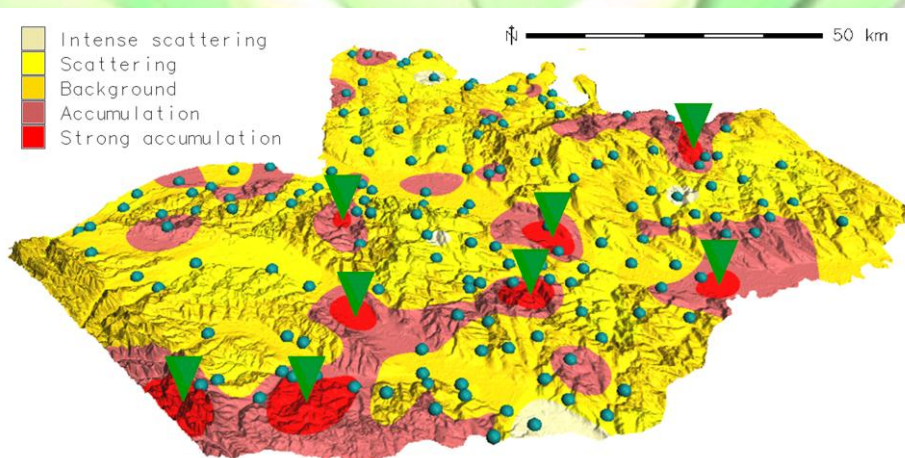 Intense scattering
Scattering
Background
Accumulation
Strong accumulation
N
50 km